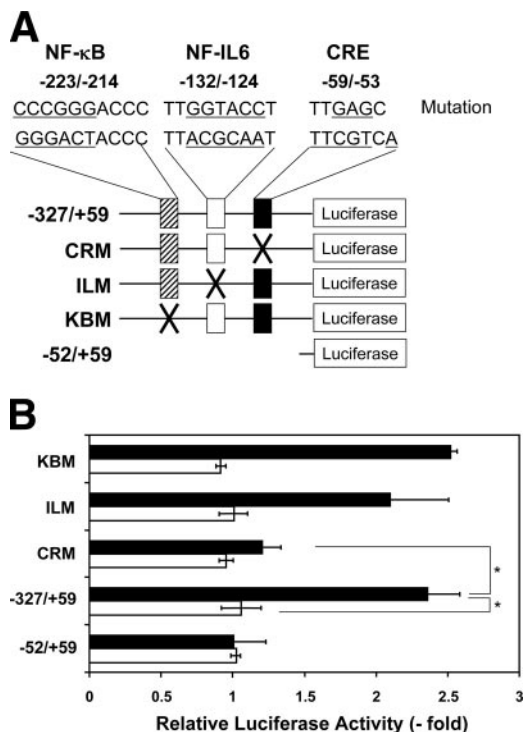 A
NF-κB NF-IL6 CRE
-223/-214 -132/-124 -59/-53
CCCGGGACCC TTGGTACCT TTGAGC Mutation
GGGACTACCC TTACGCAAT TTCGTCA
-327/+59 Luciferase
CRM Luciferase
ILM Luciferase
KBM Luciferase
-52/+59 Luciferase
B
KBM
ILM
CRM
*
-327/+59
*
-52/+59
0 0.5 1 1.5 2 2.5 3
Relative Luciferase Activity (- fold)